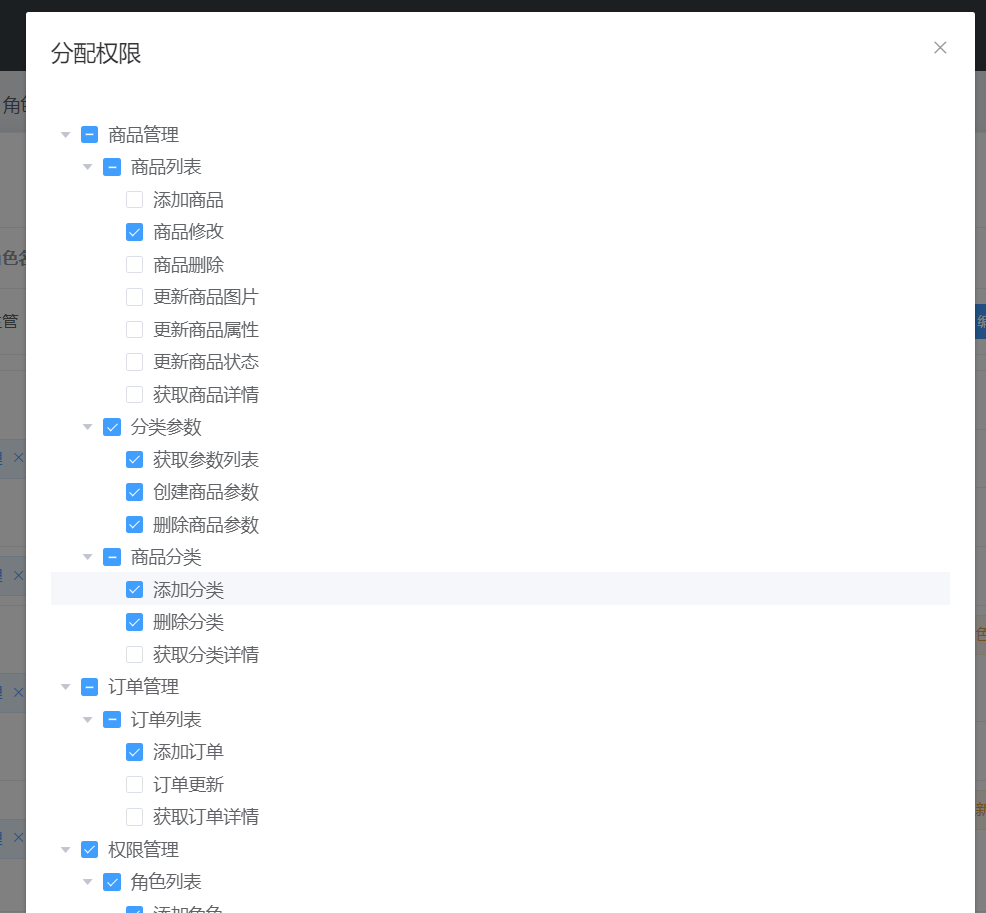 分配权限
商品管理
商品列表
添加商品
商品修改
商品删除
更新商品图片
更新商品属性
更新商品状态
获取商品详情
分类参数
获取参数列表
创建商品参数
删除商品参数
商品分类
添加分类
删除分类
获取分类详情
订单管理
订单列表
添加订单
订单更新
获取订单详情
权限管理
角色列表
添加角色